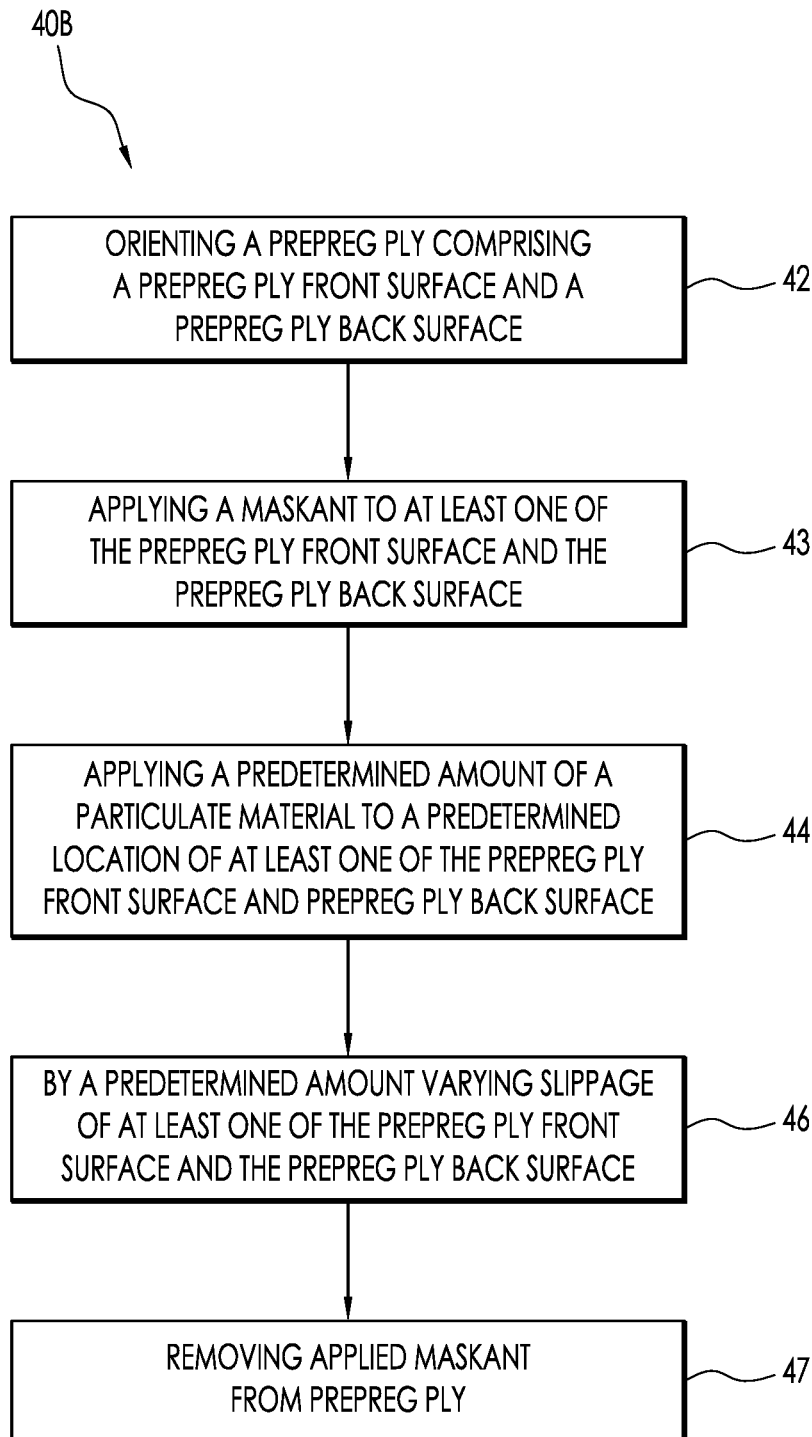 40B
ORIENTING A PREPREG PLY COMPRISING
A PREPREG PLY FRONT SURFACE AND A
PREPREG PLY BACK SURFACE
42
APPLYING A MASKANT TO AT LEAST ONE OF
THE PREPREG PLY FRONT SURFACE AND THE
PREPREG PLY BACK SURFACE
43
APPLYING A PREDETERMINED AMOUNT OF A
PARTICULATE MATERIAL TO A PREDETERMINED
LOCATION OF AT LEAST ONE OF THE PREPREG PLY
FRONT SURFACE AND PREPREG PLY BACK SURFACE
44
BY A PREDETERMINED AMOUNT VARYING SLIPPAGE
OF AT LEAST ONE OF THE PREPREG PLY FRONT
SURFACE AND THE PREPREG PLY BACK SURFACE
46
REMOVING APPLIED MASKANT
FROM PREPREG PLY
47